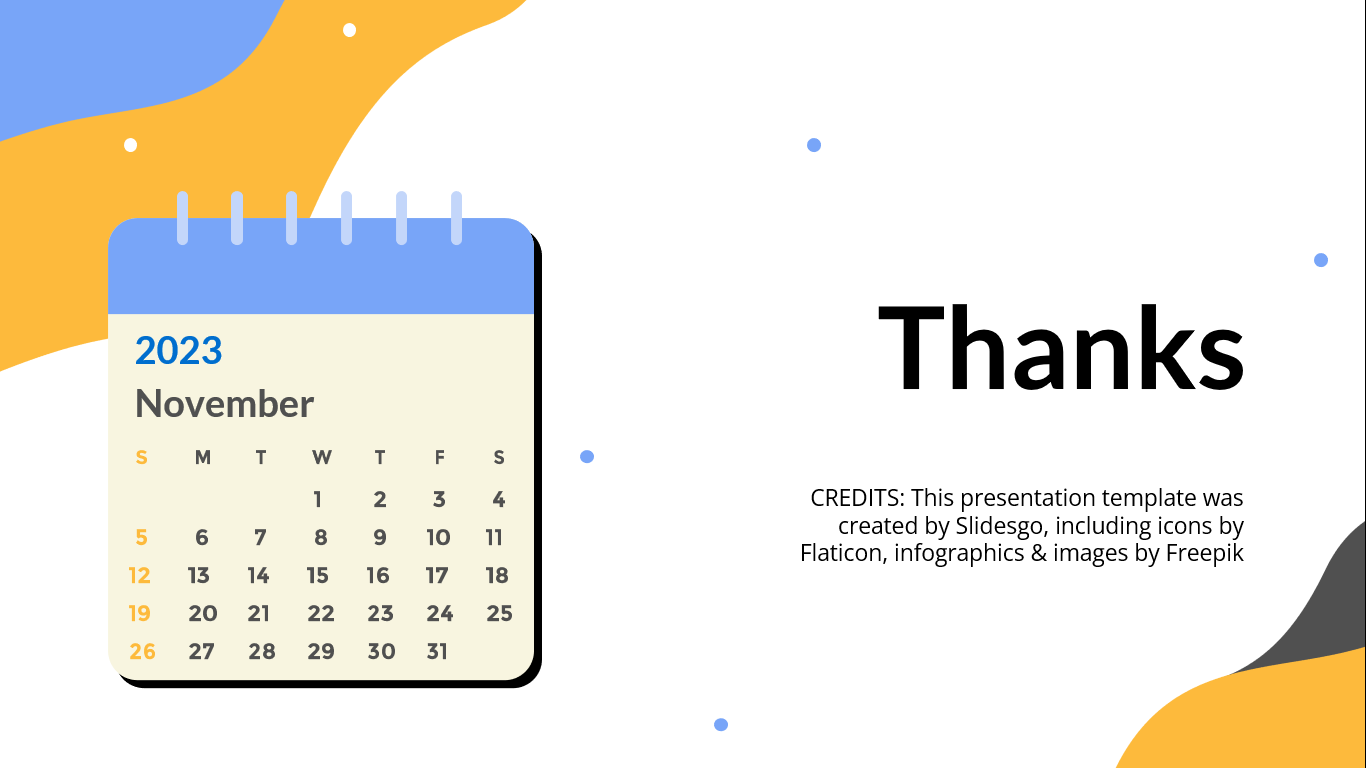 2023
November
S M T W T F S
1 2 3 4
5 6 7 8 9 10 11
12 13 14 15 16 17 18
19 20 21 22 23 24 25
26 27 28 29 30 31
Thanks
CREDITS: This presentation template was
created by Slidesgo, including icons by
Flaticon, infographics & images by Freepik